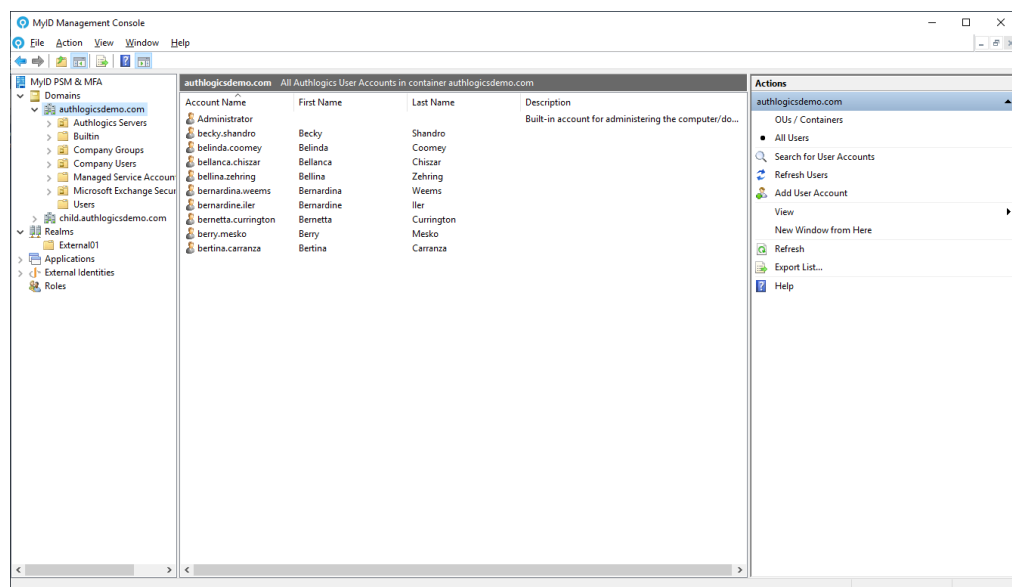 MyID Management Console
File Action View Window Help
MyID PSM & MFA
Domains
authlogicsdemo.com
Authlogics Servers
Builtin
Company Groups
Company Users
Managed Service Accoun
Microsoft Exchange Secur
Users
child.authlogicsdemo.com
Realms
External01
Applications
External Identities
Roles
authlogicsdemo.com All Authlogics User Accounts in container authlogicsdemo.com
Account Name First Name Last Name Description
Administrator Built-in account for administering the computer/do...
becky.shandro Becky Shandro
belinda.coomey Belinda Coomey
bellanca.chiszar Bellanca Chiszar
bellina.zehring Bellina Zehring
bernardina.weems Bernardina Weems
bernardine.iler Bernardine Iler
bernetta.currington Bernetta Currington
berry.mesko Berry Mesko
bertina.carranza Bertina Carranza
Actions
authlogicsdemo.com
OUs / Containers
All Users
Search for User Accounts
Refresh Users
Add User Account
View
New Window from Here
Refresh
Export List...
Help